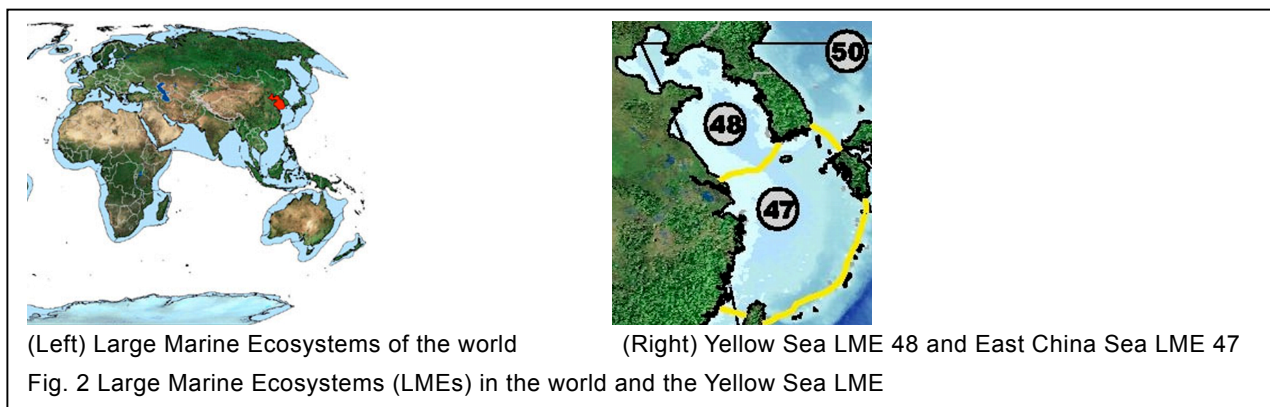 50
48
47
(Left) Large Marine Ecosystems of the world
(Right) Yellow Sea LME 48 and East China Sea LME 47
Fig. 2 Large Marine Ecosystems (LMEs) in the world and the Yellow Sea LME